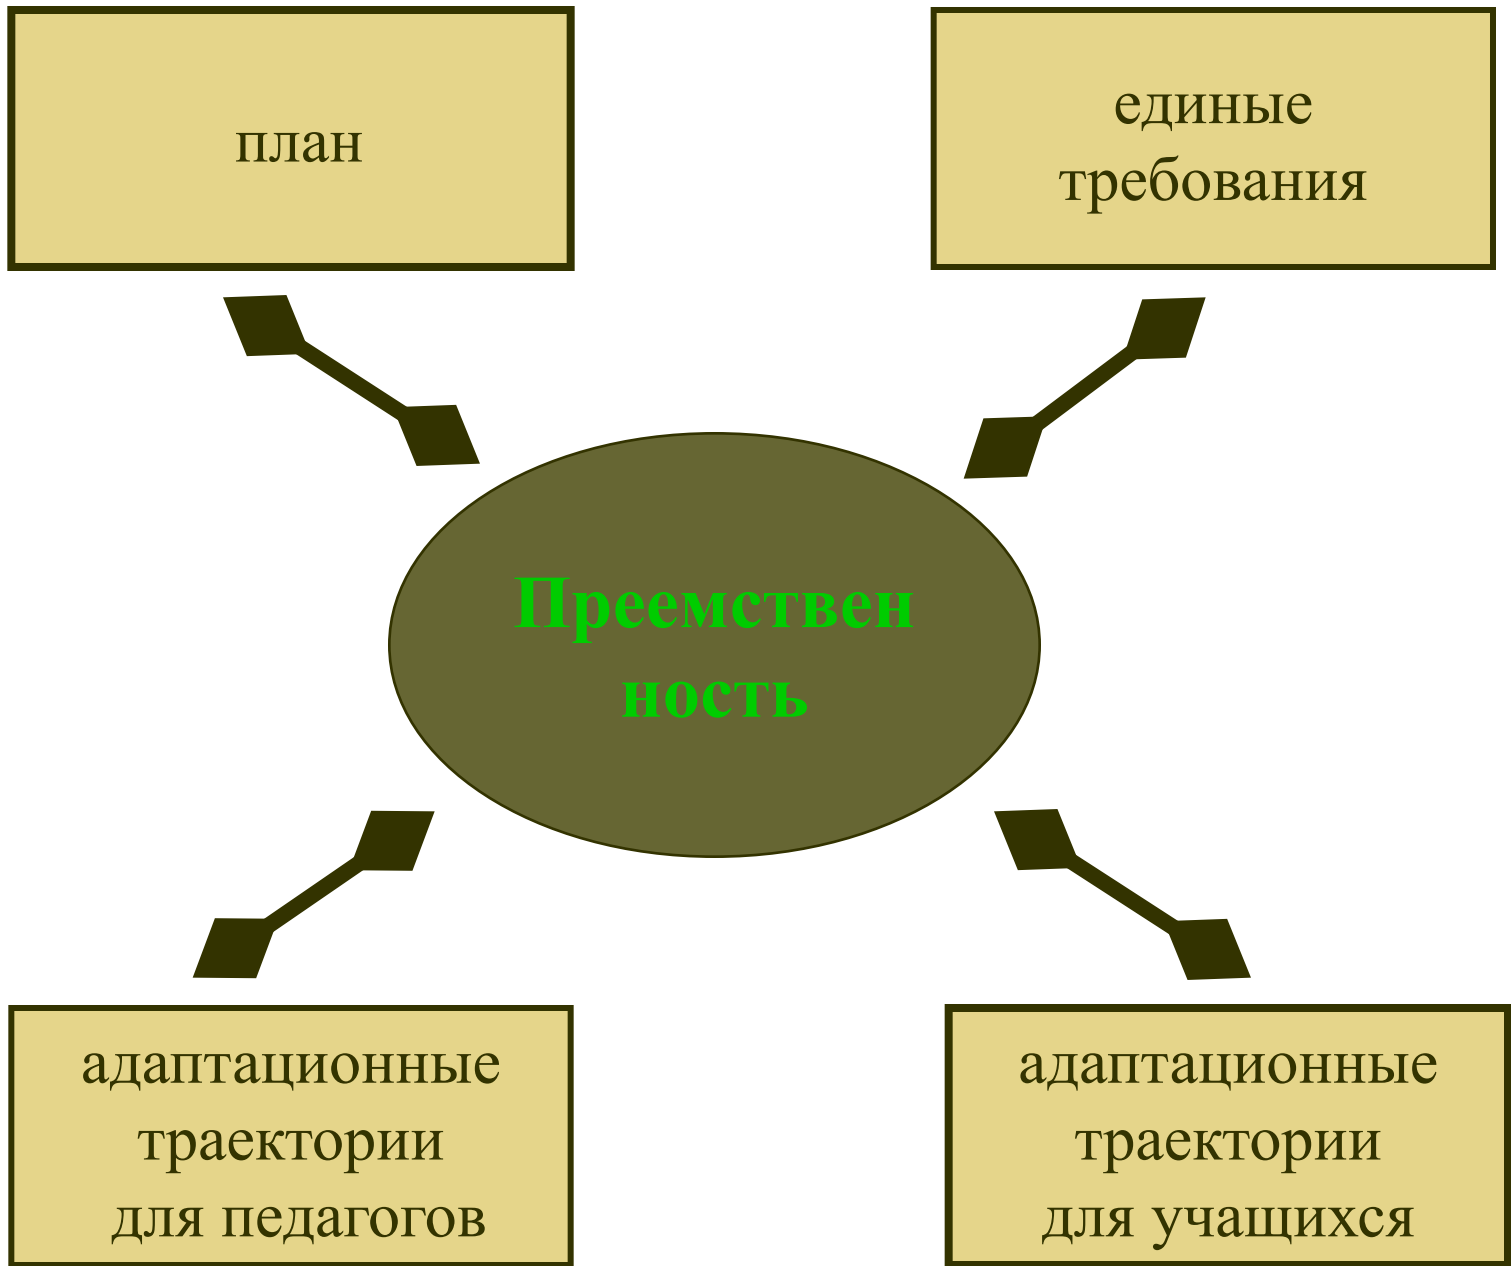 план
единые
требования
Преемствен
ность
адаптационные
траектории
для педагогов
адаптационные
траектории
для учащихся